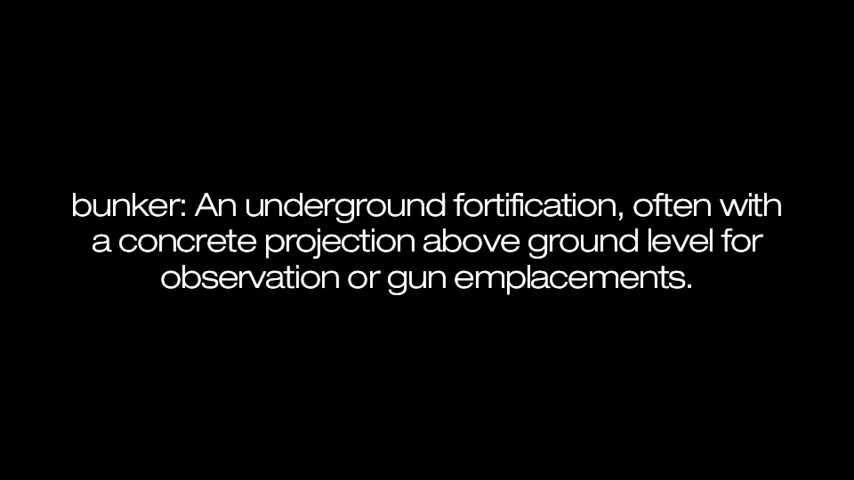 bunker: An underground fortification, often with
a concrete projection above ground level for
observation or gun emplacements.